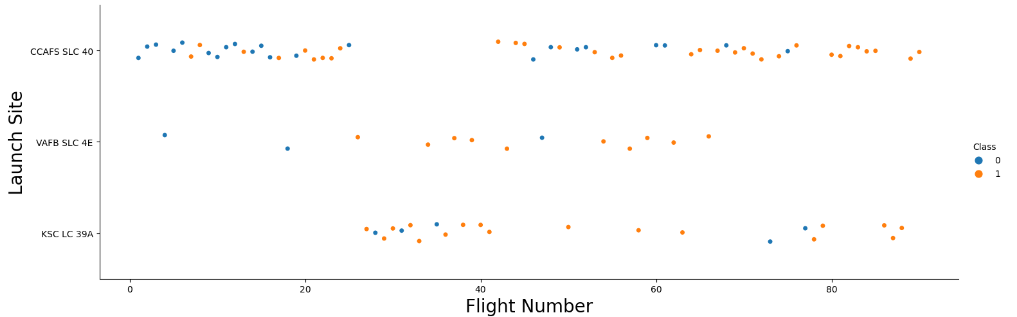 Launch Site
CCAFS SLC 40
VAFB SLC 4E
KSC LC 39A
0 20 40 60 80
Flight Number
Class
0
1